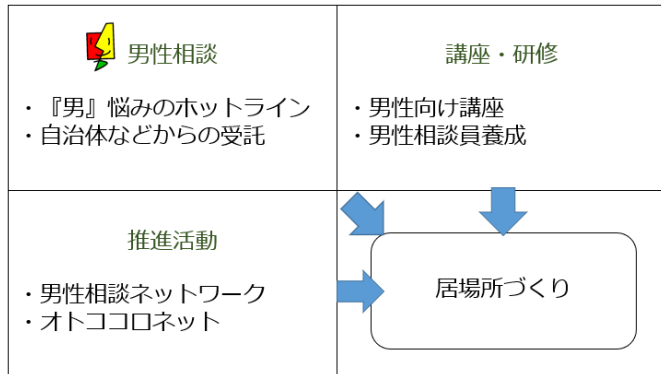 男性相談
・『男』悩みのホットライン
・自治体などからの受託
講座・研修
・男性向け講座
・男性相談員養成
推進活動
・男性相談ネットワーク
・オトココロネット
居場所づくり